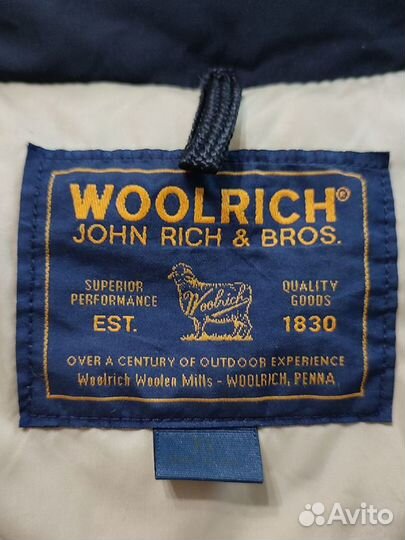 WOOLRICH®
JOHN RICH & BROS.
SUPERIOR PERFORMANCE
Woolrich
QUALITY GOODS
EST.
1830
OVER A CENTURY OF OUTDOOR EXPERIENCE
Woolrich Woolen Mills - WOOLRICH, PENNA
Avito